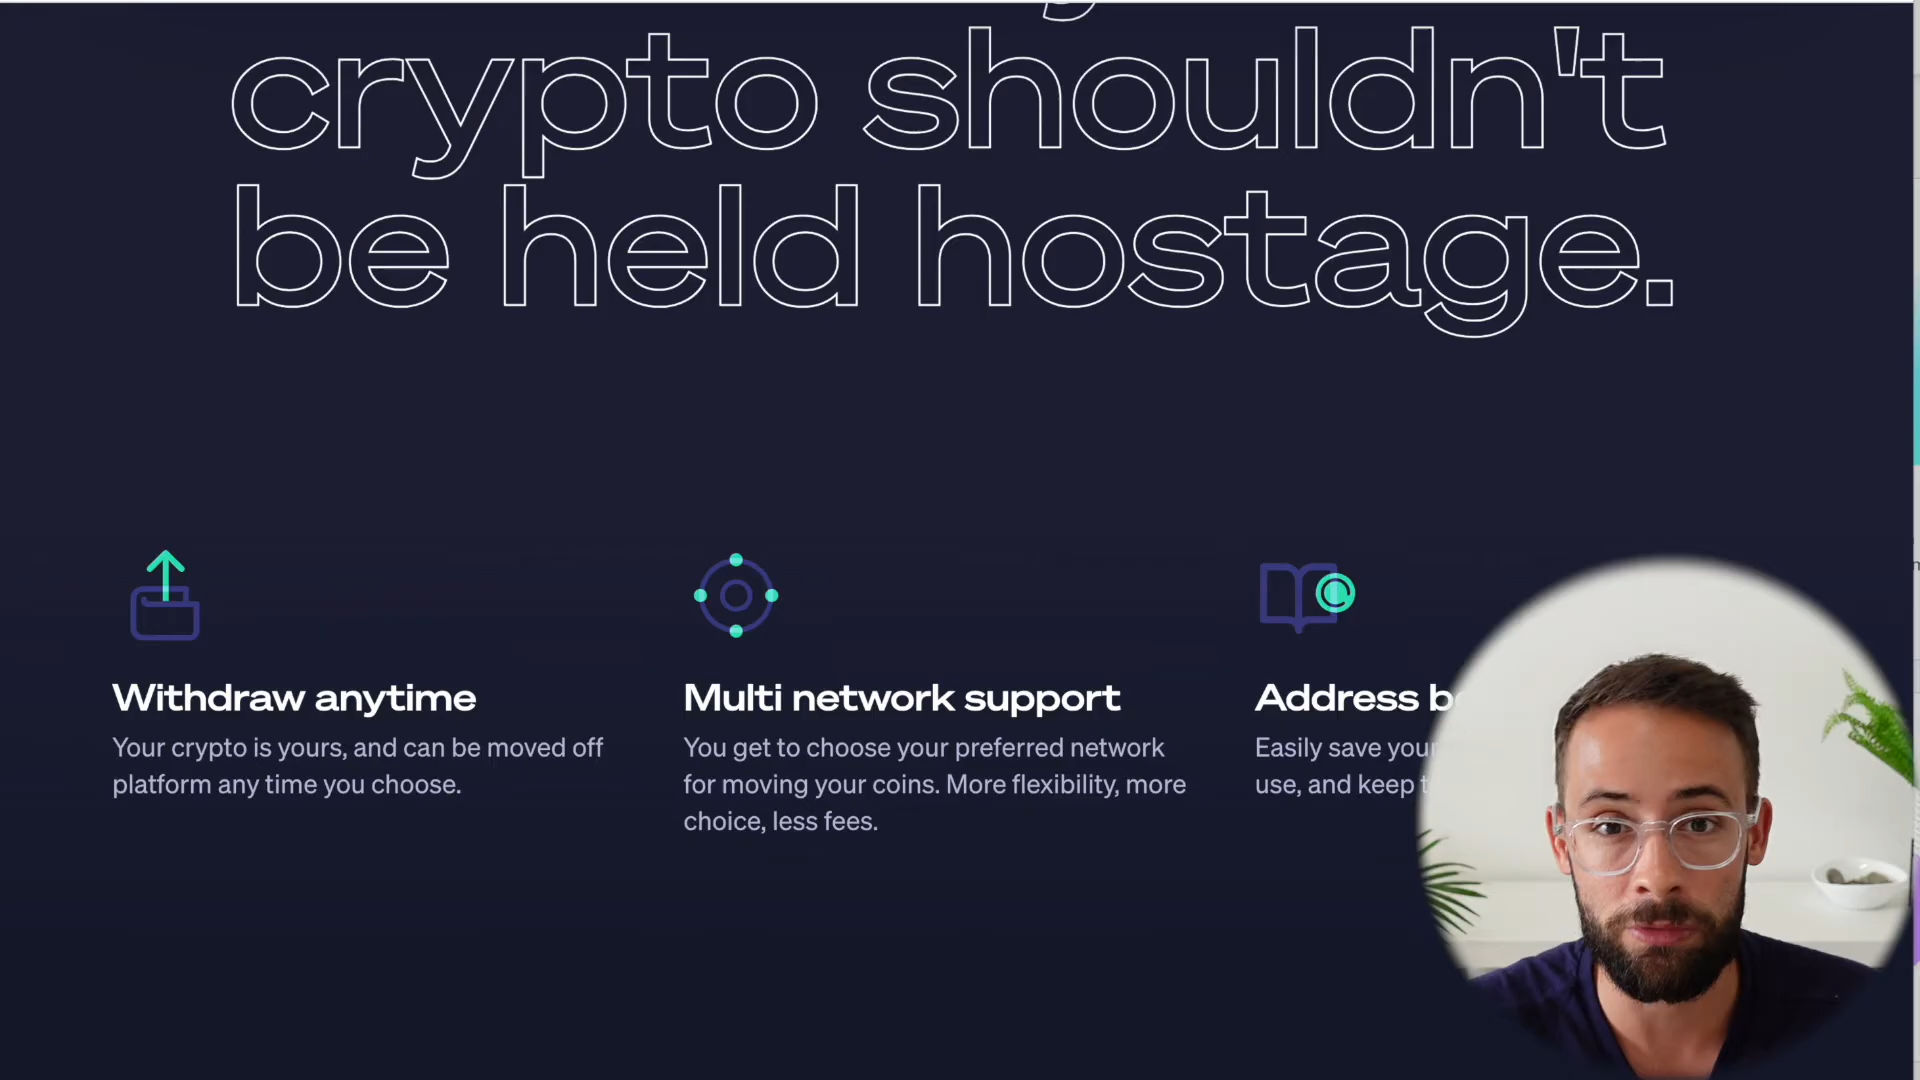 crypto shouldn't
be held hostage.
Withdraw anytime
Your crypto is yours, and can be moved off
platform any time you choose.
Multi network support
You get to choose your preferred network
for moving your coins. More flexibility, more
choice, less fees.
Address
Easily save your
use, and keep